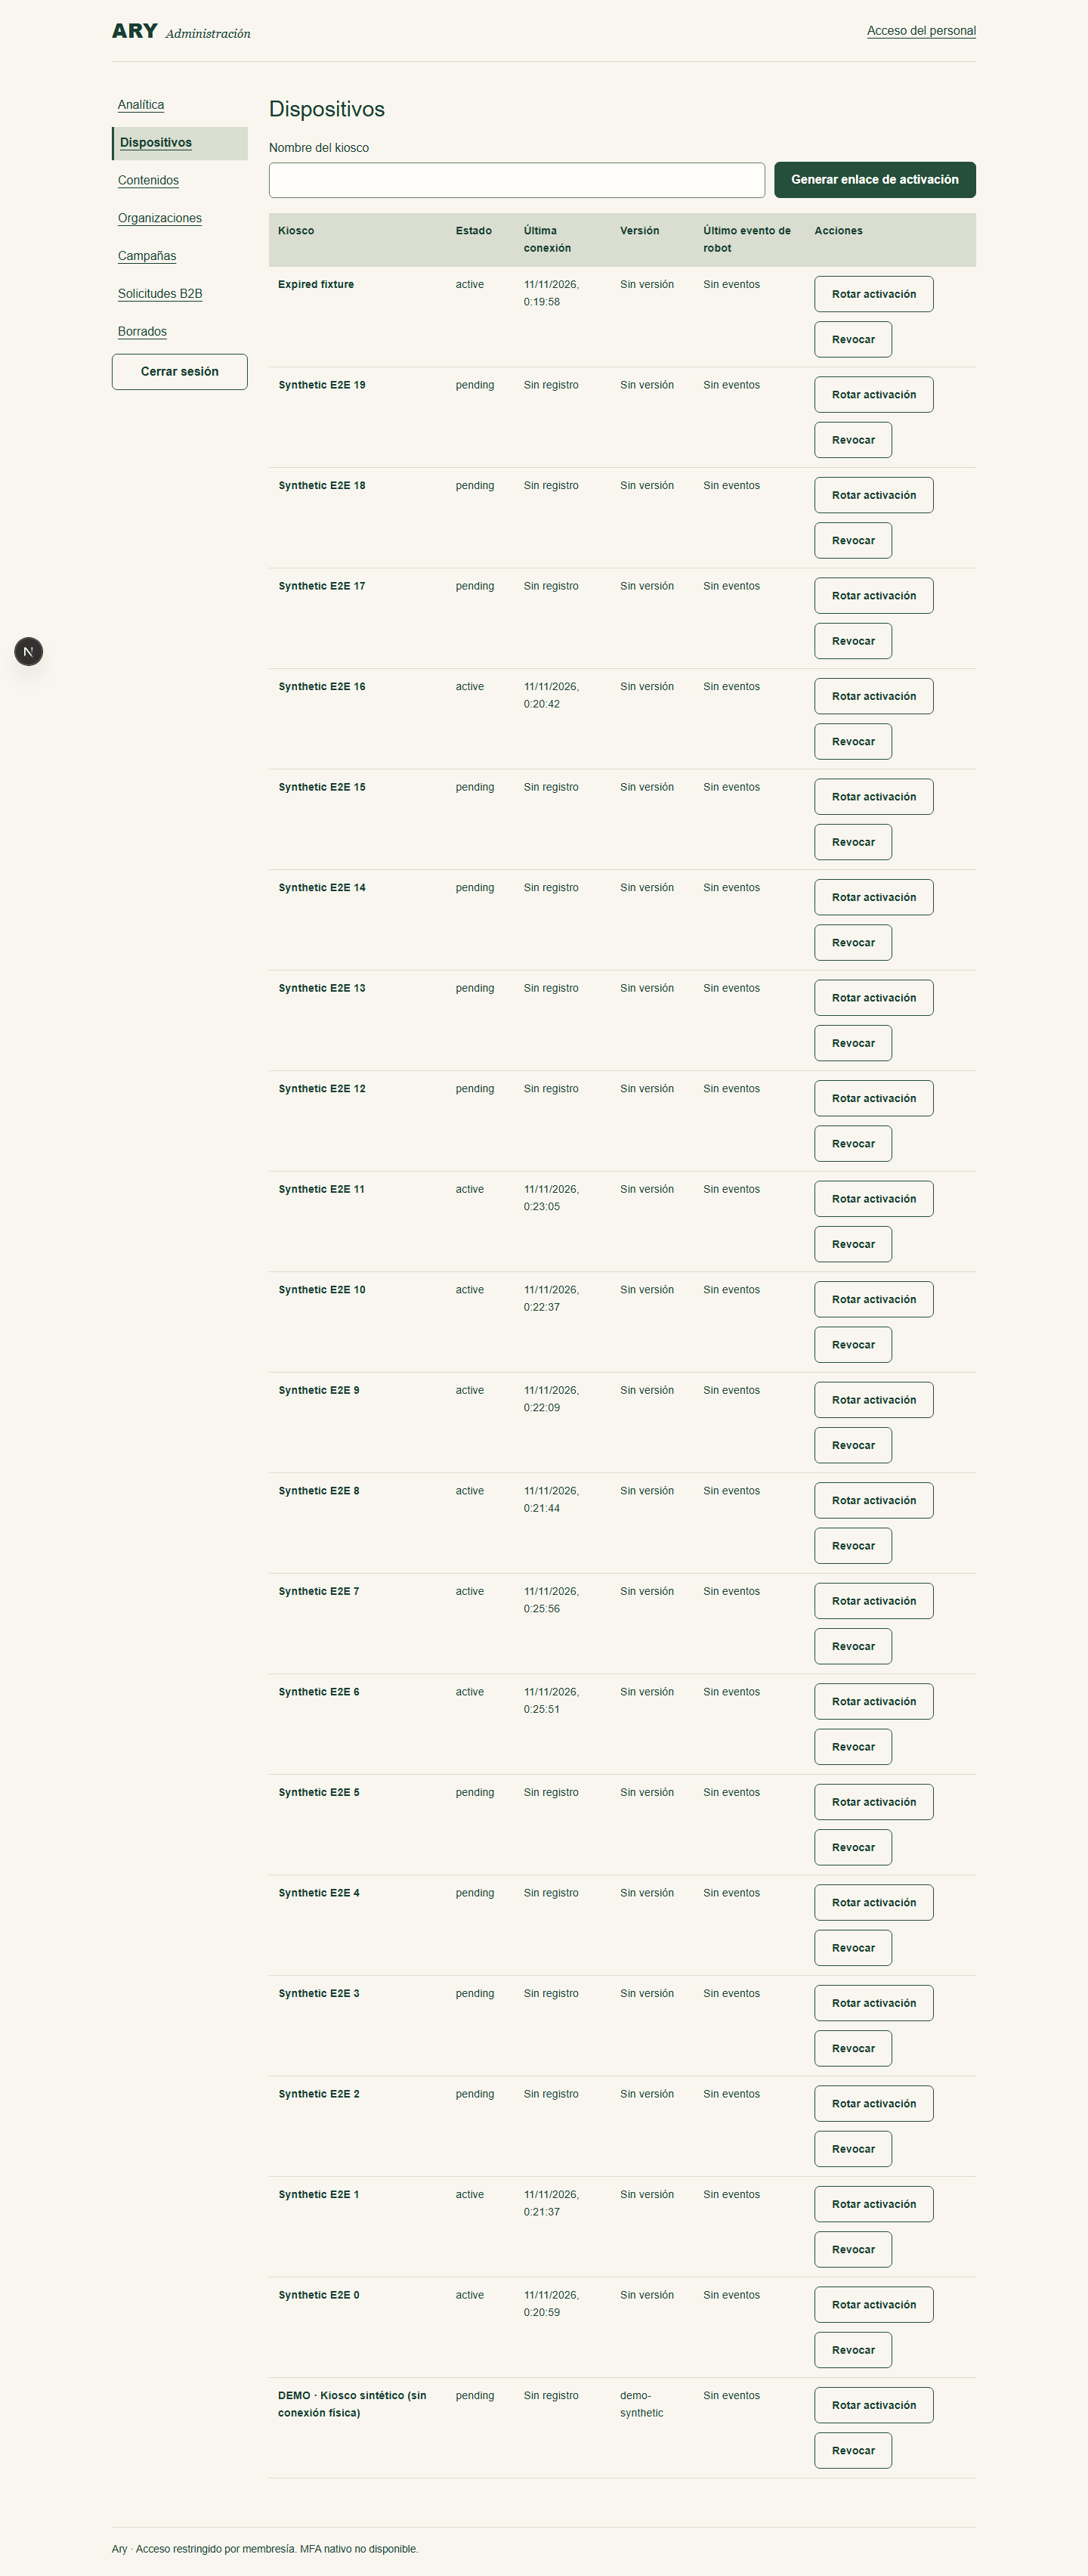 ARY Administración
Acceso del personal
Analítica
Dispositivos
Contenidos
Organizaciones
Campañas
Solicitudes B2B
Borrados
Cerrar sesión
Dispositivos
Nombre del kiosco
Generar enlace de activación
Kiosco Estado Última conexión Versión Último evento de robot Acciones
Expired fixture active 11/11/2026, 0:19:58 Sin versión Sin eventos Rotar activación
Revocar
Synthetic E2E 19 pending Sin registro Sin versión Sin eventos Rotar activación
Revocar
Synthetic E2E 18 pending Sin registro Sin versión Sin eventos Rotar activación
Revocar
Synthetic E2E 17 pending Sin registro Sin versión Sin eventos Rotar activación
Revocar
Synthetic E2E 16 active 11/11/2026, 0:20:42 Sin versión Sin eventos Rotar activación
Revocar
Synthetic E2E 15 pending Sin registro Sin versión Sin eventos Rotar activación
Revocar
Synthetic E2E 14 pending Sin registro Sin versión Sin eventos Rotar activación
Revocar
Synthetic E2E 13 pending Sin registro Sin versión Sin eventos Rotar activación
Revocar
Synthetic E2E 12 pending Sin registro Sin versión Sin eventos Rotar activación
Revocar
Synthetic E2E 11 active 11/11/2026, 0:23:05 Sin versión Sin eventos Rotar activación
Revocar
Synthetic E2E 10 active 11/11/2026, 0:22:37 Sin versión Sin eventos Rotar activación
Revocar
Synthetic E2E 9 active 11/11/2026, 0:22:09 Sin versión Sin eventos Rotar activación
Revocar
Synthetic E2E 8 active 11/11/2026, 0:21:44 Sin versión Sin eventos Rotar activación
Revocar
Synthetic E2E 7 active 11/11/2026, 0:25:56 Sin versión Sin eventos Rotar activación
Revocar
Synthetic E2E 6 active 11/11/2026, 0:25:51 Sin versión Sin eventos Rotar activación
Revocar
Synthetic E2E 5 pending Sin registro Sin versión Sin eventos Rotar activación
Revocar
Synthetic E2E 4 pending Sin registro Sin versión Sin eventos Rotar activación
Revocar
Synthetic E2E 3 pending Sin registro Sin versión Sin eventos Rotar activación
Revocar
Synthetic E2E 2 pending Sin registro Sin versión Sin eventos Rotar activación
Revocar
Synthetic E2E 1 active 11/11/2026, 0:21:37 Sin versión Sin eventos Rotar activación
Revocar
Synthetic E2E 0 active 11/11/2026, 0:20:59 Sin versión Sin eventos Rotar activación
Revocar
DEMO · Kiosco sintético (sin conexión física) pending Sin registro demo-synthetic Sin eventos Rotar activación
Revocar
N
Ary · Acceso restringido por membresía. MFA nativo no disponible.